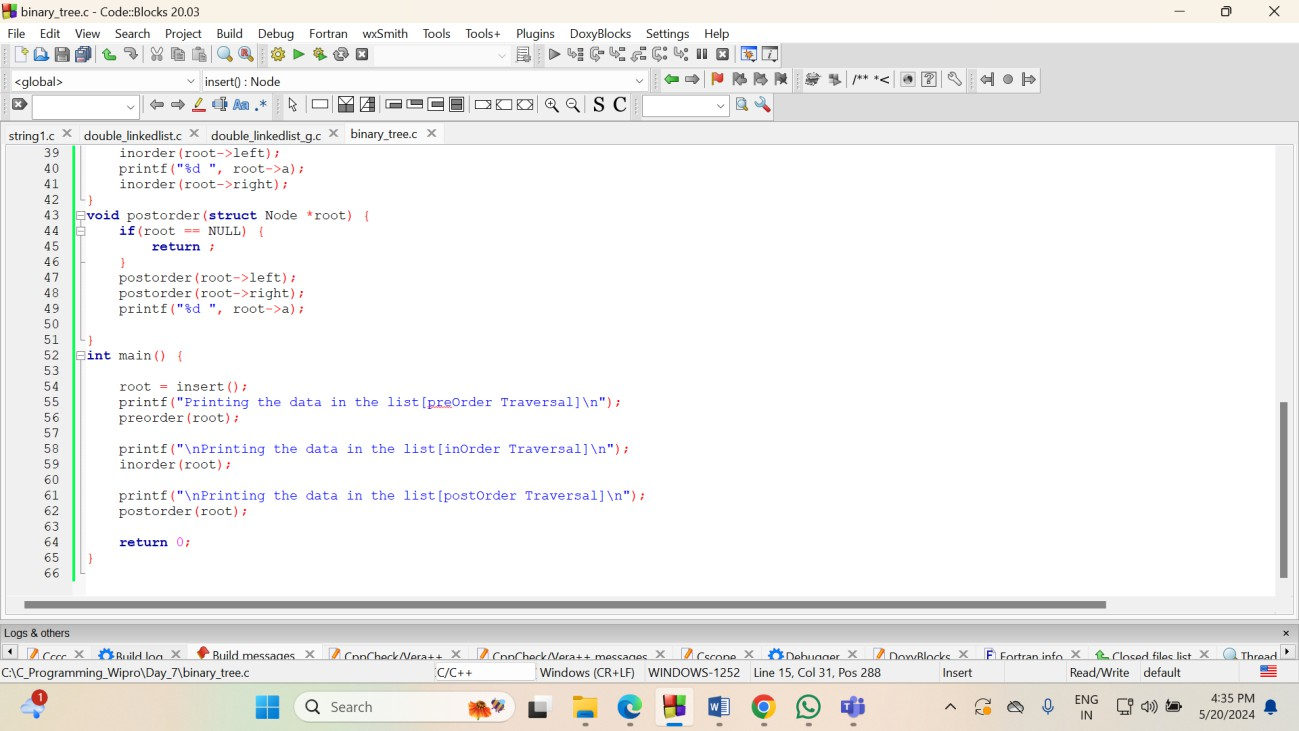 binary_tree.c - Code::Blocks 20.03
File Edit View Search Project Build Debug Fortran wxSmith Tools Tools+ Plugins DoxyBlocks Settings Help
<global> insert() : Node /** *<
Aa .* S C
string1.c double_linkedlist.c double_linkedlist_g.c binary_tree.c
39 inorder(root->left);
40 printf("%d ", root->a);
41 inorder(root->right);
42 }
43 void postorder(struct Node *root) {
44 if(root == NULL) {
45 return ;
46 }
47 postorder(root->left);
48 postorder(root->right);
49 printf("%d ", root->a);
50
51 }
52 int main() {
53
54 root = insert();
55 printf("Printing the data in the list[preOrder Traversal]\n");
56 preorder(root);
57
58 printf("\nPrinting the data in the list[inOrder Traversal]\n");
59 inorder(root);
60
61 printf("\nPrinting the data in the list[postOrder Traversal]\n");
62 postorder(root);
63
64 return 0;
65 }
66
Logs & others
Cccc Build log Build messages CppCheck/Vera++ CppCheck/Vera++ messages Cscope Debugger DoxyBlocks Fortran info Closed files list Thread
C:\C_Programming_Wipro\Day_7\binary_tree.c C/C++ Windows (CR+LF) WINDOWS-1252 Line 15, Col 31, Pos 288 Insert Read/Write default
1 Search ENG IN 4:35 PM 5/20/2024